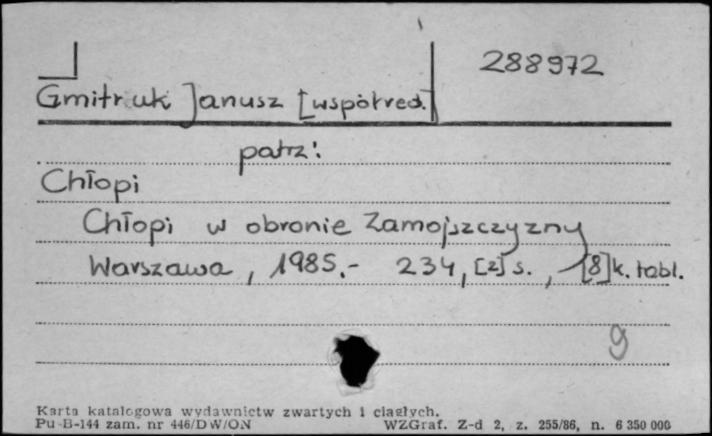 288972
Gmitruk Janusz [współred.]
patrz:
Chłopi
Chłopi w obronie Zamojszczyzny
Warszawa, 1985.- 234, [2] s., [8] k. tabl.
9
Karta katalogowa wydawnictw zwartych i ciągłych.
Pu-B-144 zam. nr 446/DW/ON WZGraf. Z-d 2, z. 255/86, n. 6 350 000